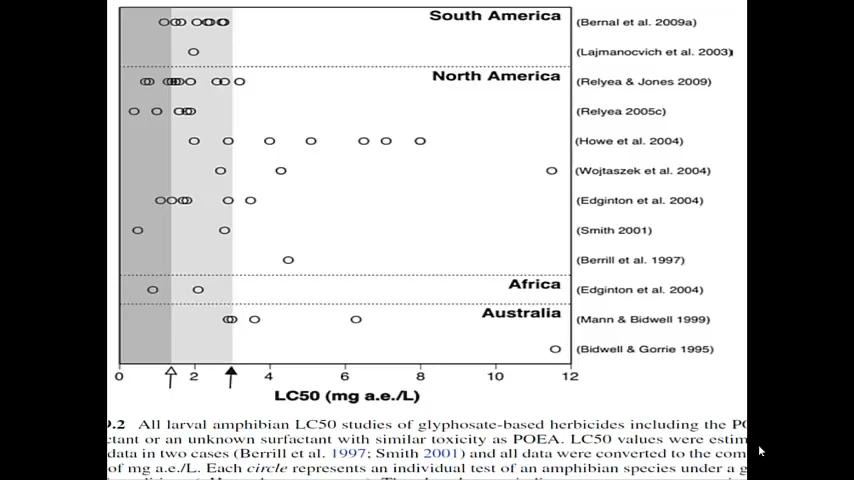 South America
(Bernal et al. 2009a)
(Lajmanocvich et al. 2003)
North America
(Relyea & Jones 2009)
(Relyea 2005c)
(Howe et al. 2004)
(Wojtaszek et al. 2004)
(Edginton et al. 2004)
(Smith 2001)
(Berrill et al. 1997)
Africa
(Edginton et al. 2004)
Australia
(Mann & Bidwell 1999)
(Bidwell & Gorrie 1995)
0 2 4 6 8 10 12
LC50 (mg a.e./L)
.2 All larval amphibian LC50 studies of glyphosate-based herbicides including the PO
tant or an unknown surfactant with similar toxicity as POEA. LC50 values were estim
data in two cases (Berrill et al. 1997; Smith 2001) and all data were converted to the com
of mg a.e./L. Each circle represents an individual test of an amphibian species under a g